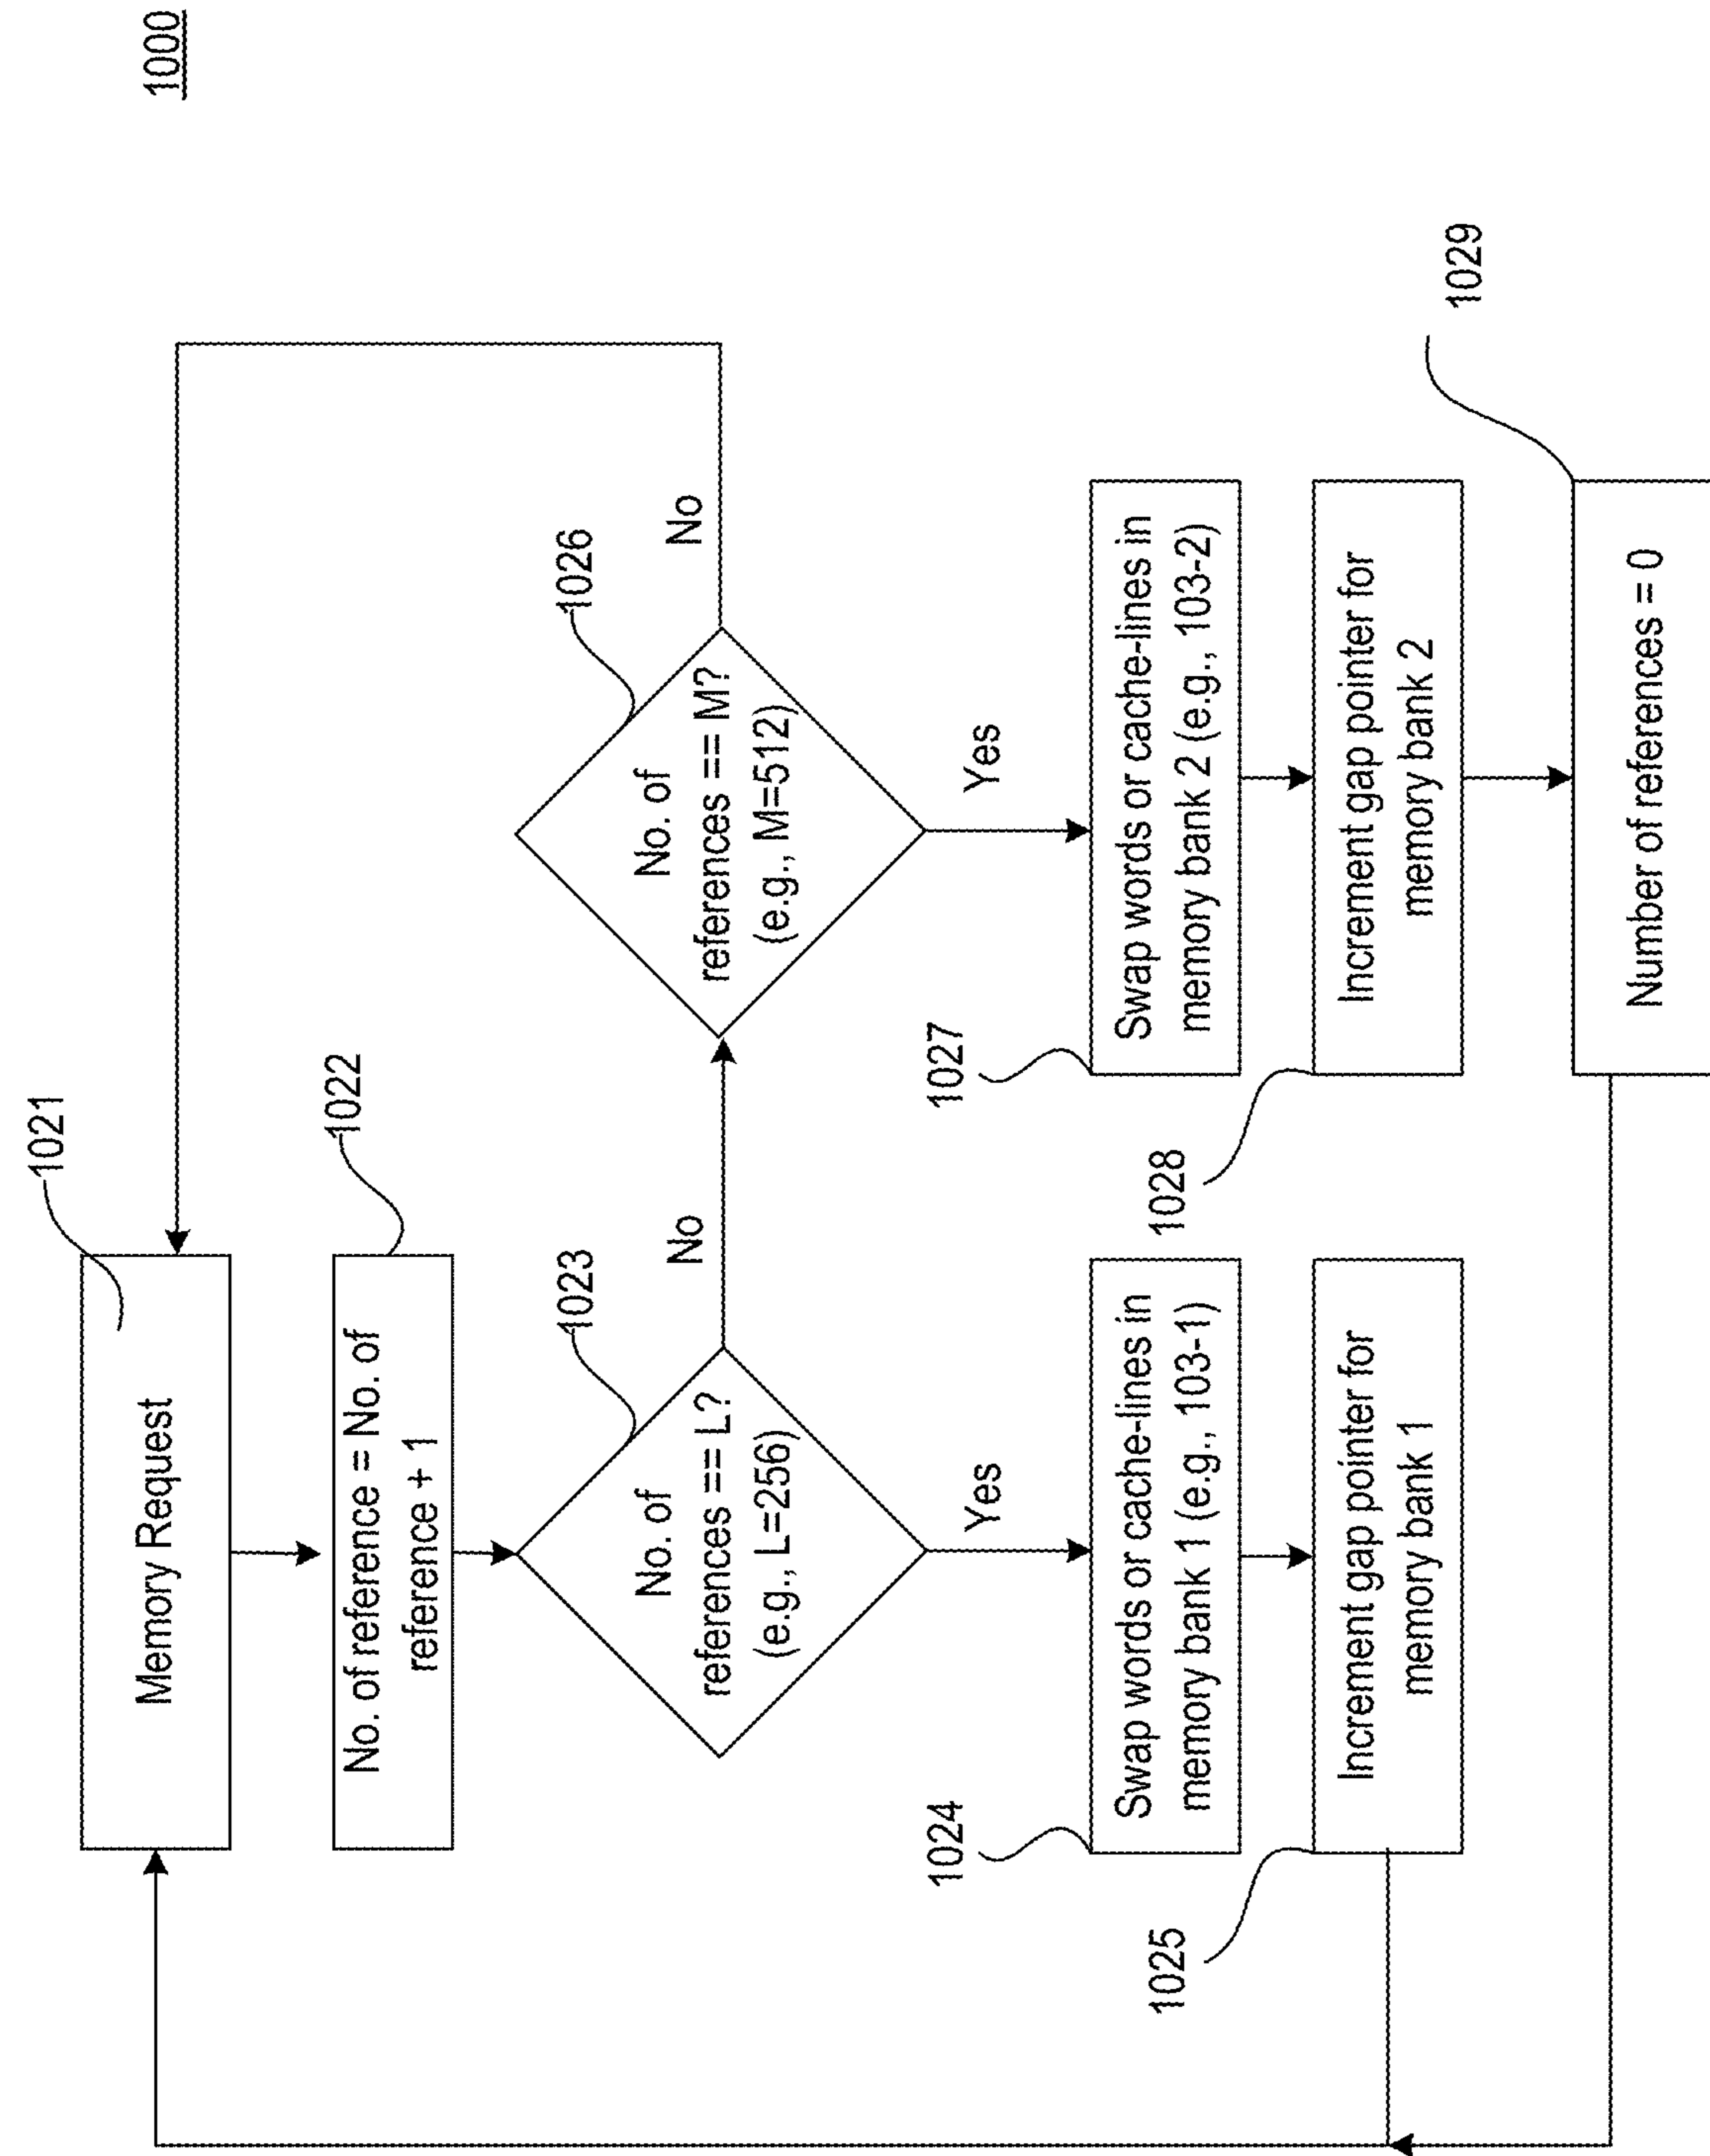 1000
1021
Memory Request
1022
No. of reference = No. of
reference + 1
1023
No. of
references == L?
(e.g., L=256)
No
1026
No. of
references == M?
(e.g., M=512)
No
Yes
Yes
1024
Swap words or cache-lines in
memory bank 1 (e.g., 103-1)
1027
Swap words or cache-lines in
memory bank 2 (e.g., 103-2)
1025
Increment gap pointer for
memory bank 1
1028
Increment gap pointer for
memory bank 2
1029
Number of references = 0